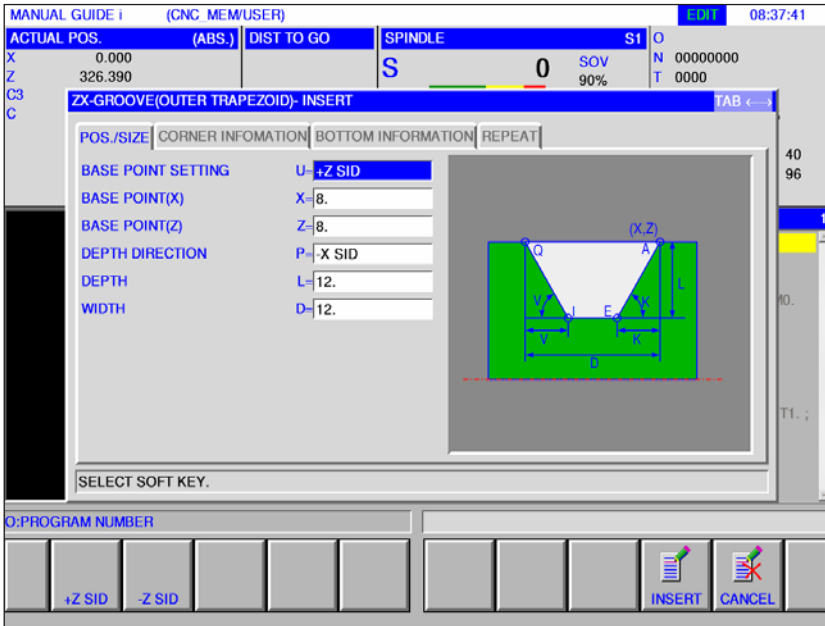 MANUAL GUIDE i (CNC_MEM/USER) EDIT 08:37:41
ACTUAL POS. (ABS.) DIST TO GO SPINDLE S1 O
X 0.000 S 0 SOV N 00000000
Z 326.390 90% T 0000
C3
C
ZX-GROOVE(OUTER TRAPEZOID)- INSERT TAB ←→
POS./SIZE CORNER INFOMATION BOTTOM INFORMATION REPEAT
40
96
BASE POINT SETTING U= +Z SID
BASE POINT(X) X= 8.
BASE POINT(Z) Z= 8.
DEPTH DIRECTION P= -X SID
DEPTH L= 12.
WIDTH D= 12.
(X,Z)
Q A
L
V I E K
V K
D
M0.
T1. ;
SELECT SOFT KEY.
O:PROGRAM NUMBER
+Z SID -Z SID INSERT CANCEL